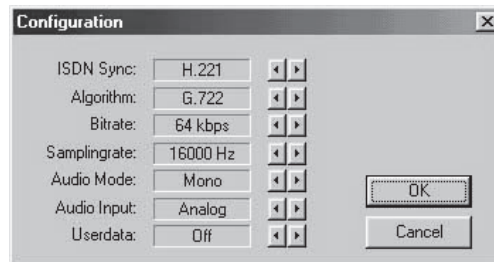 Configuration
ISDN Sync: H.221
Algorithm: G.722
Bitrate: 64 kbps
Samplingrate: 16000 Hz
Audio Mode: Mono
Audio Input: Analog
Userdata: Off
OK
Cancel